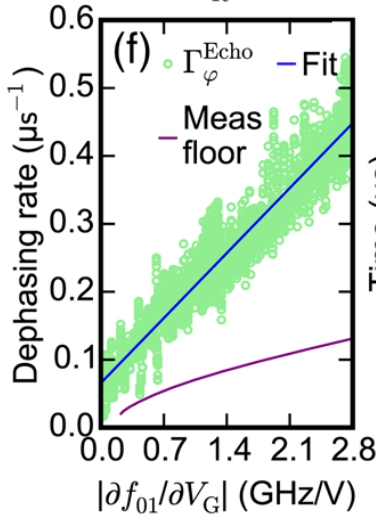 (f) Γ_φ^Echo Fit
Meas
floor
Dephasing rate (μs⁻¹)
0.6
0.5
0.4
0.3
0.2
0.1
0.0
0.0 0.7 1.4 2.1 2.8
|∂f₀₁/∂V_G| (GHz/V)